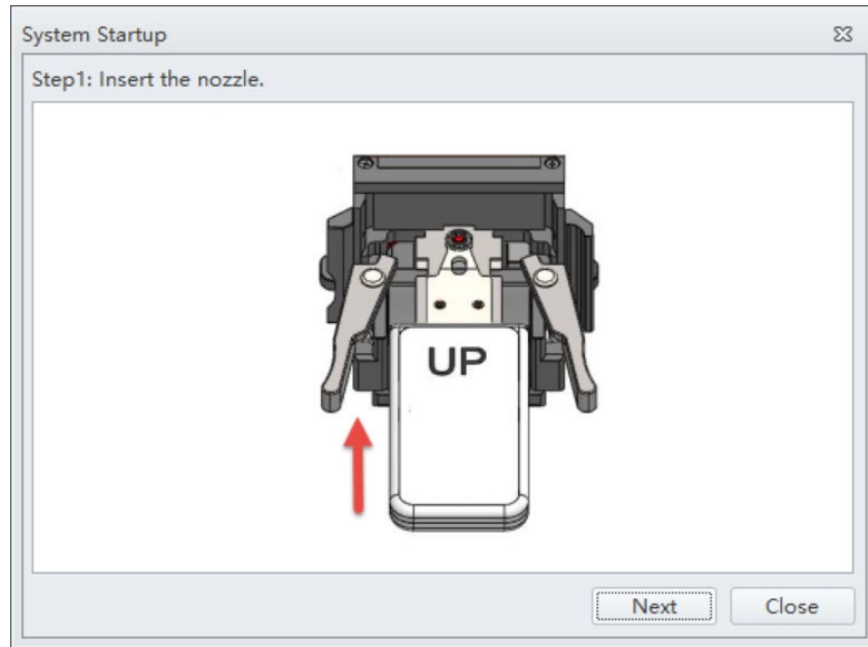 System Startup
Step1: Insert the nozzle.
UP
Next
Close